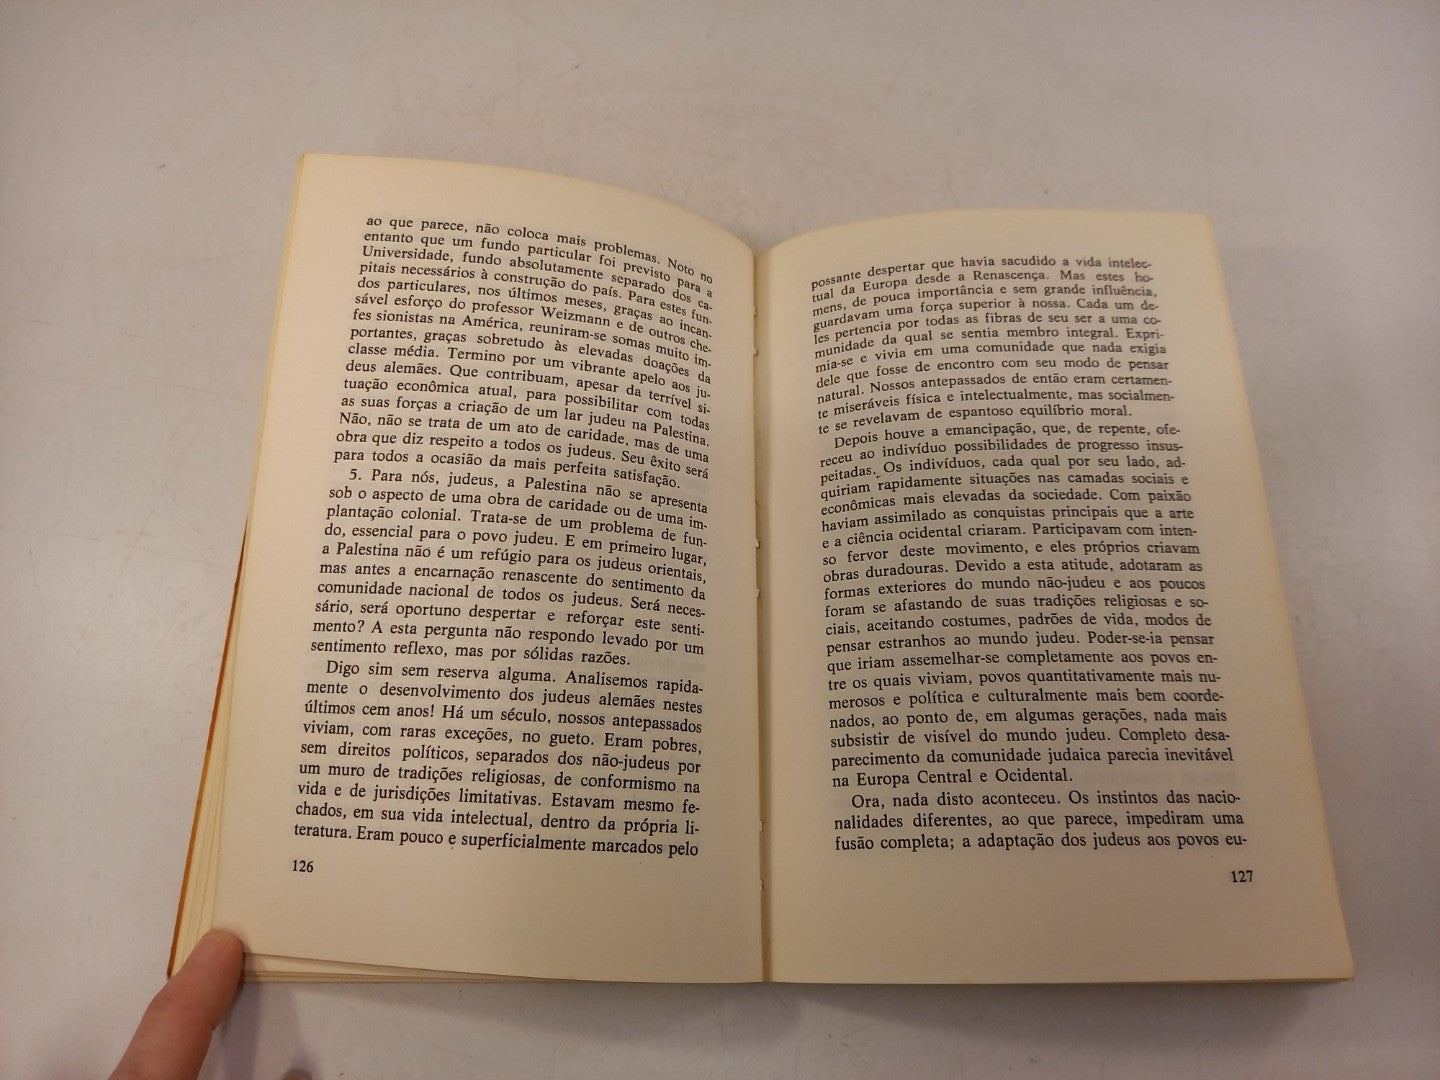 ao que parece, não coloca mais problemas. Noto no
entanto que um fundo particular foi previsto para a
Universidade, fundo absolutamente separado dos ca-
pitais necessários à construção do país. Para estes fun-
dos particulares, nos últimos meses, graças ao incan-
sável esforço do professor Weizmann e de outros che-
fes sionistas na América, reuniram-se somas muito im-
portantes, graças sobretudo às elevadas doações da
classe média. Termino por um vibrante apelo aos ju-
deus alemães. Que contribuam, apesar da terrível si-
tuação econômica atual, para possibilitar com todas
as suas forças a criação de um lar judeu na Palestina.
Não, não se trata de um ato de caridade, mas de uma
obra que diz respeito a todos os judeus. Seu êxito será
para todos a ocasião da mais perfeita satisfação.
5. Para nós, judeus, a Palestina não se apresenta
sob o aspecto de uma obra de caridade ou de uma im-
plantação colonial. Trata-se de um problema de fun-
do, essencial para o povo judeu. E em primeiro lugar,
a Palestina não é um refúgio para os judeus orientais,
mas antes a encarnação renascente do sentimento da
comunidade nacional de todos os judeus. Será neces-
sário, será oportuno despertar e reforçar este senti-
mento? A esta pergunta não respondo levado por um
sentimento reflexo, mas por sólidas razões.
Digo sim sem reserva alguma. Analisemos rapida-
mente o desenvolvimento dos judeus alemães nestes
últimos cem anos! Há um século, nossos antepassados
viviam, com raras exceções, no gueto. Eram pobres,
sem direitos políticos, separados dos não-judeus por
um muro de tradições religiosas, de conformismo na
vida e de jurisdições limitativas. Estavam mesmo fe-
chados, em sua vida intelectual, dentro da própria li-
teratura. Eram pouco e superficialmente marcados pelo
126
possante despertar que havia sacudido a vida intelec-
tual da Europa desde a Renascença. Mas estes ho-
mens, de pouca importância e sem grande influência,
guardavam uma força superior à nossa. Cada um de-
les pertencia por todas as fibras de seu ser a uma co-
munidade da qual se sentia membro integral. Expri-
mia-se e vivia em uma comunidade que nada exigia
dele que fosse de encontro com seu modo de pensar
natural. Nossos antepassados de então eram certamen-
te miseráveis física e intelectualmente, mas socialmen-
te se revelavam de espantoso equilíbrio moral.
Depois houve a emancipação, que, de repente, ofe-
receu ao indivíduo possibilidades de progresso insus-
peitadas. Os indivíduos, cada qual por seu lado, ad-
quiriam rapidamente situações nas camadas sociais e
econômicas mais elevadas da sociedade. Com paixão
haviam assimilado as conquistas principais que a arte
e a ciência ocidental criaram. Participavam com inten-
so fervor deste movimento, e eles próprios criavam
obras duradouras. Devido a esta atitude, adotaram as
formas exteriores do mundo não-judeu e aos poucos
foram se afastando de suas tradições religiosas e so-
ciais, aceitando costumes, padrões de vida, modos de
pensar estranhos ao mundo judeu. Poder-se-ia pensar
que iriam assemelhar-se completamente aos povos en-
tre os quais viviam, povos quantitativamente mais nu-
merosos e política e culturalmente mais bem coorde-
nados, ao ponto de, em algumas gerações, nada mais
subsistir de visível do mundo judeu. Completo desa-
parecimento da comunidade judaica parecia inevitável
na Europa Central e Ocidental.
Ora, nada disto aconteceu. Os instintos das nacio-
nalidades diferentes, ao que parece, impediram uma
fusão completa; a adaptação dos judeus aos povos eu-
127